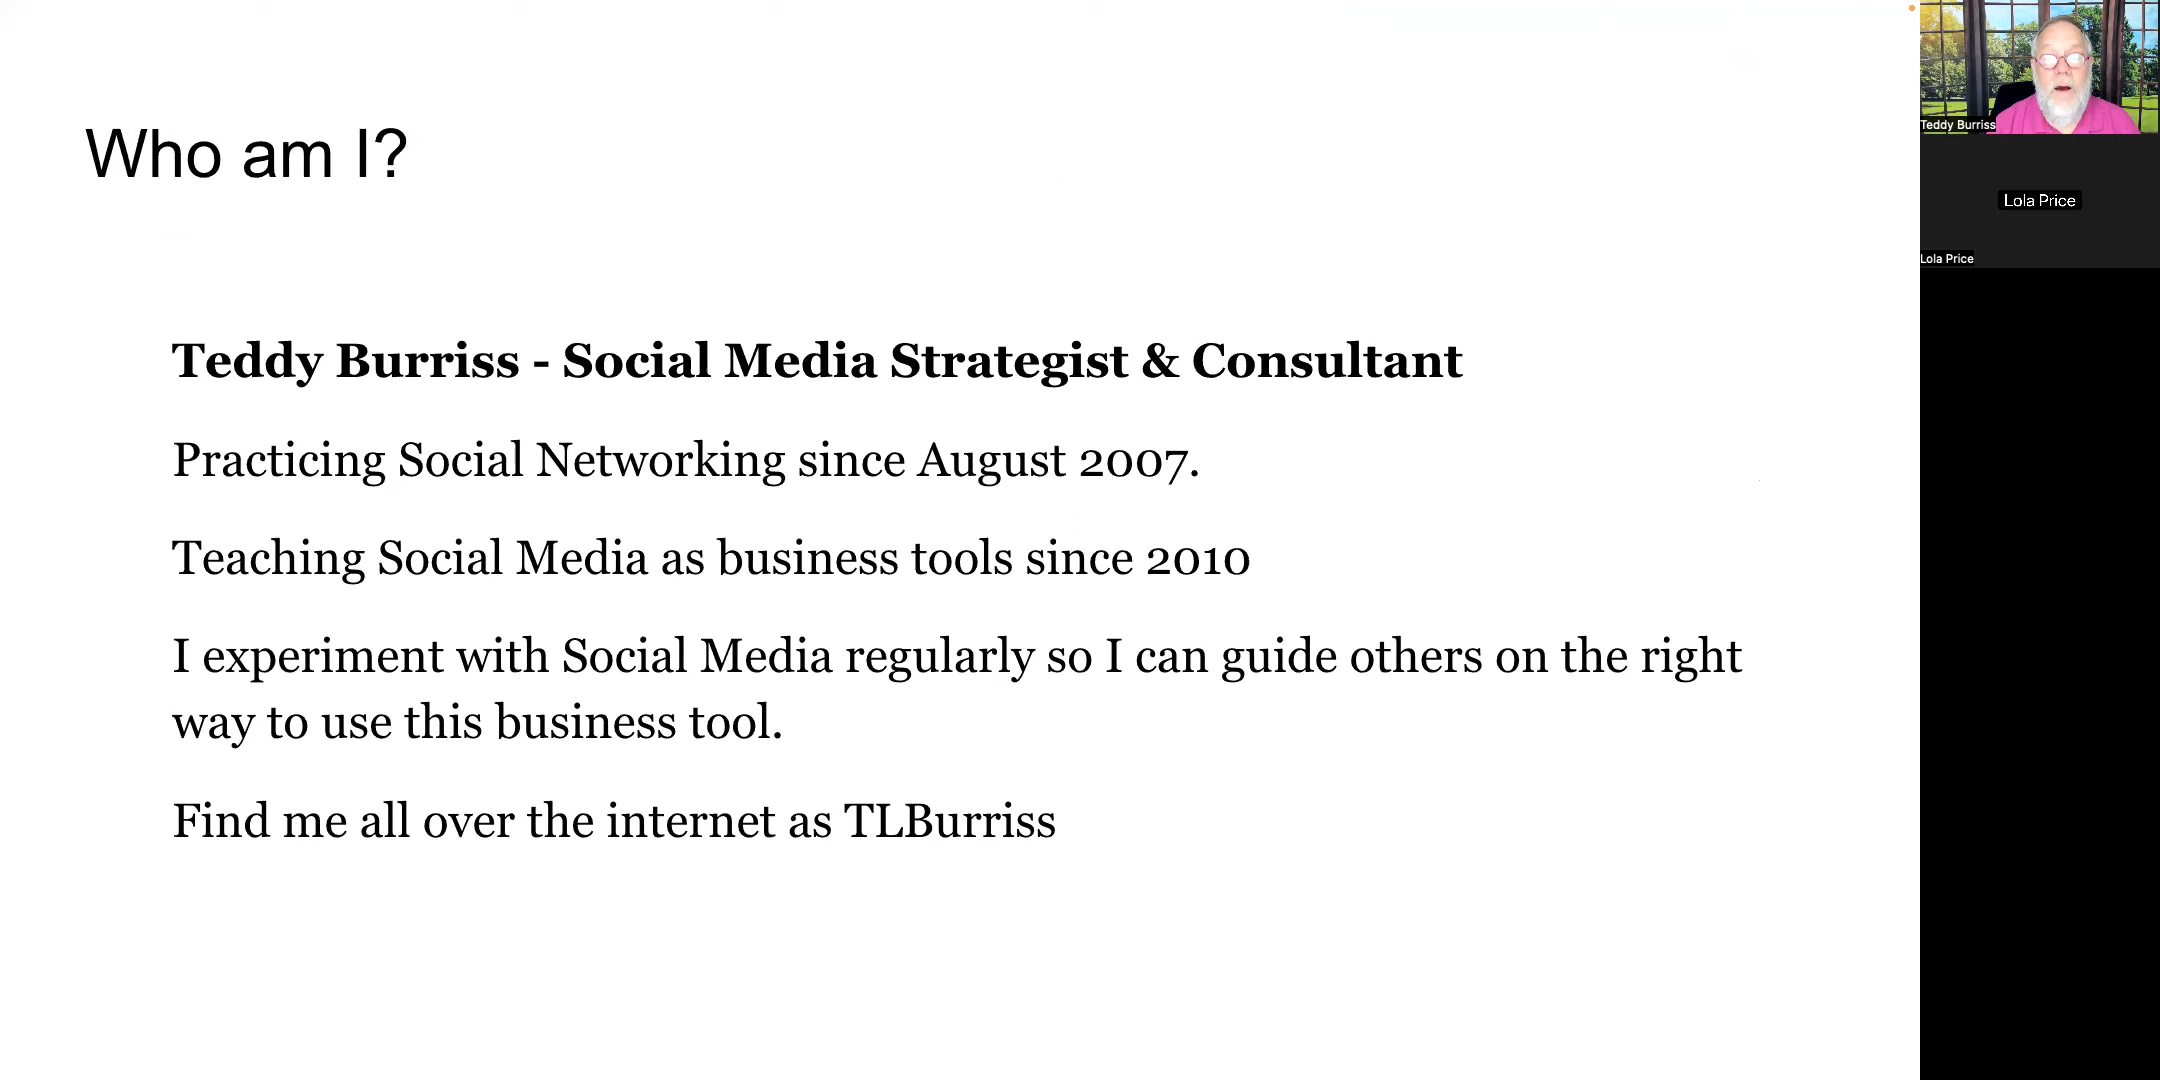 Who am I?
Teddy Burriss - Social Media Strategist & Consultant
Practicing Social Networking since August 2007.
Teaching Social Media as business tools since 2010
I experiment with Social Media regularly so I can guide others on the right
way to use this business tool.
Find me all over the internet as TLBurriss
Teddy Burriss
Lola Price
Lola Price